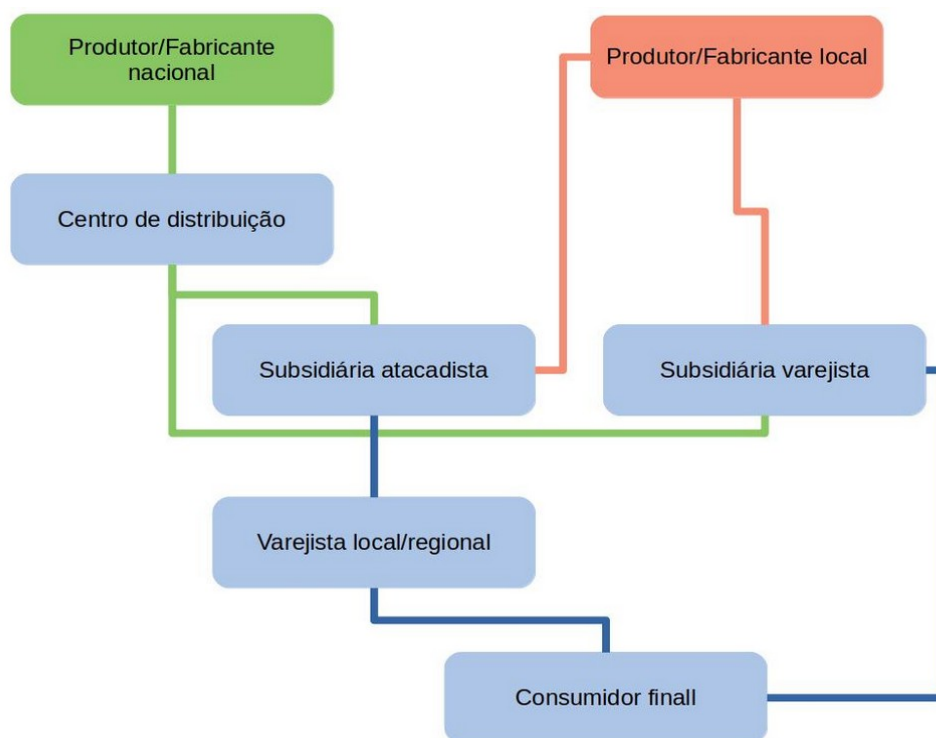 Produtor/Fabricante
nacional
Produtor/Fabricante local
Centro de distribuição
Subsidiária atacadista
Subsidiária varejista
Varejista local/regional
Consumidor finall